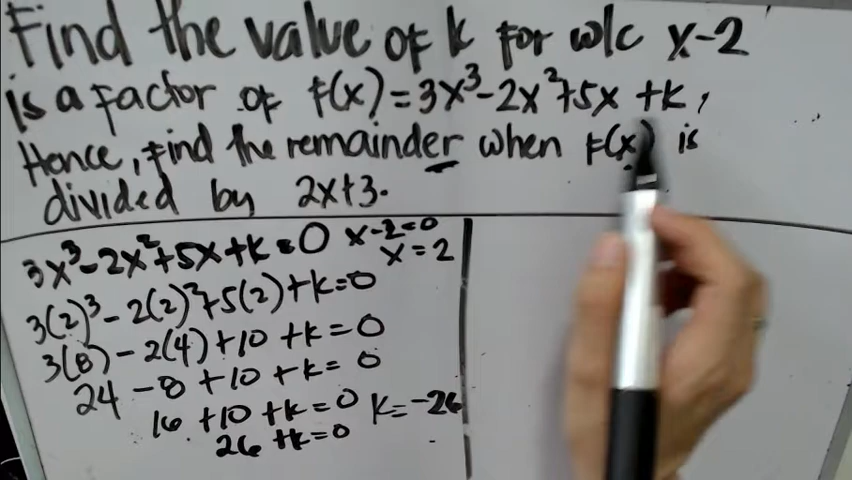 Find the value of k for w/c x-2
is a factor of f(x)=3x³-2x²+5x+k,
Hence, find the remainder when f(x) is
divided by 2x+3.
3x³-2x²+5x+k=0 x-2=0
x=2
3(2)³-2(2)²+5(2)+k=0
3(8)-2(4)+10+k=0
24-8+10+k=0
16+10+k=0 k=-26
26+k=0